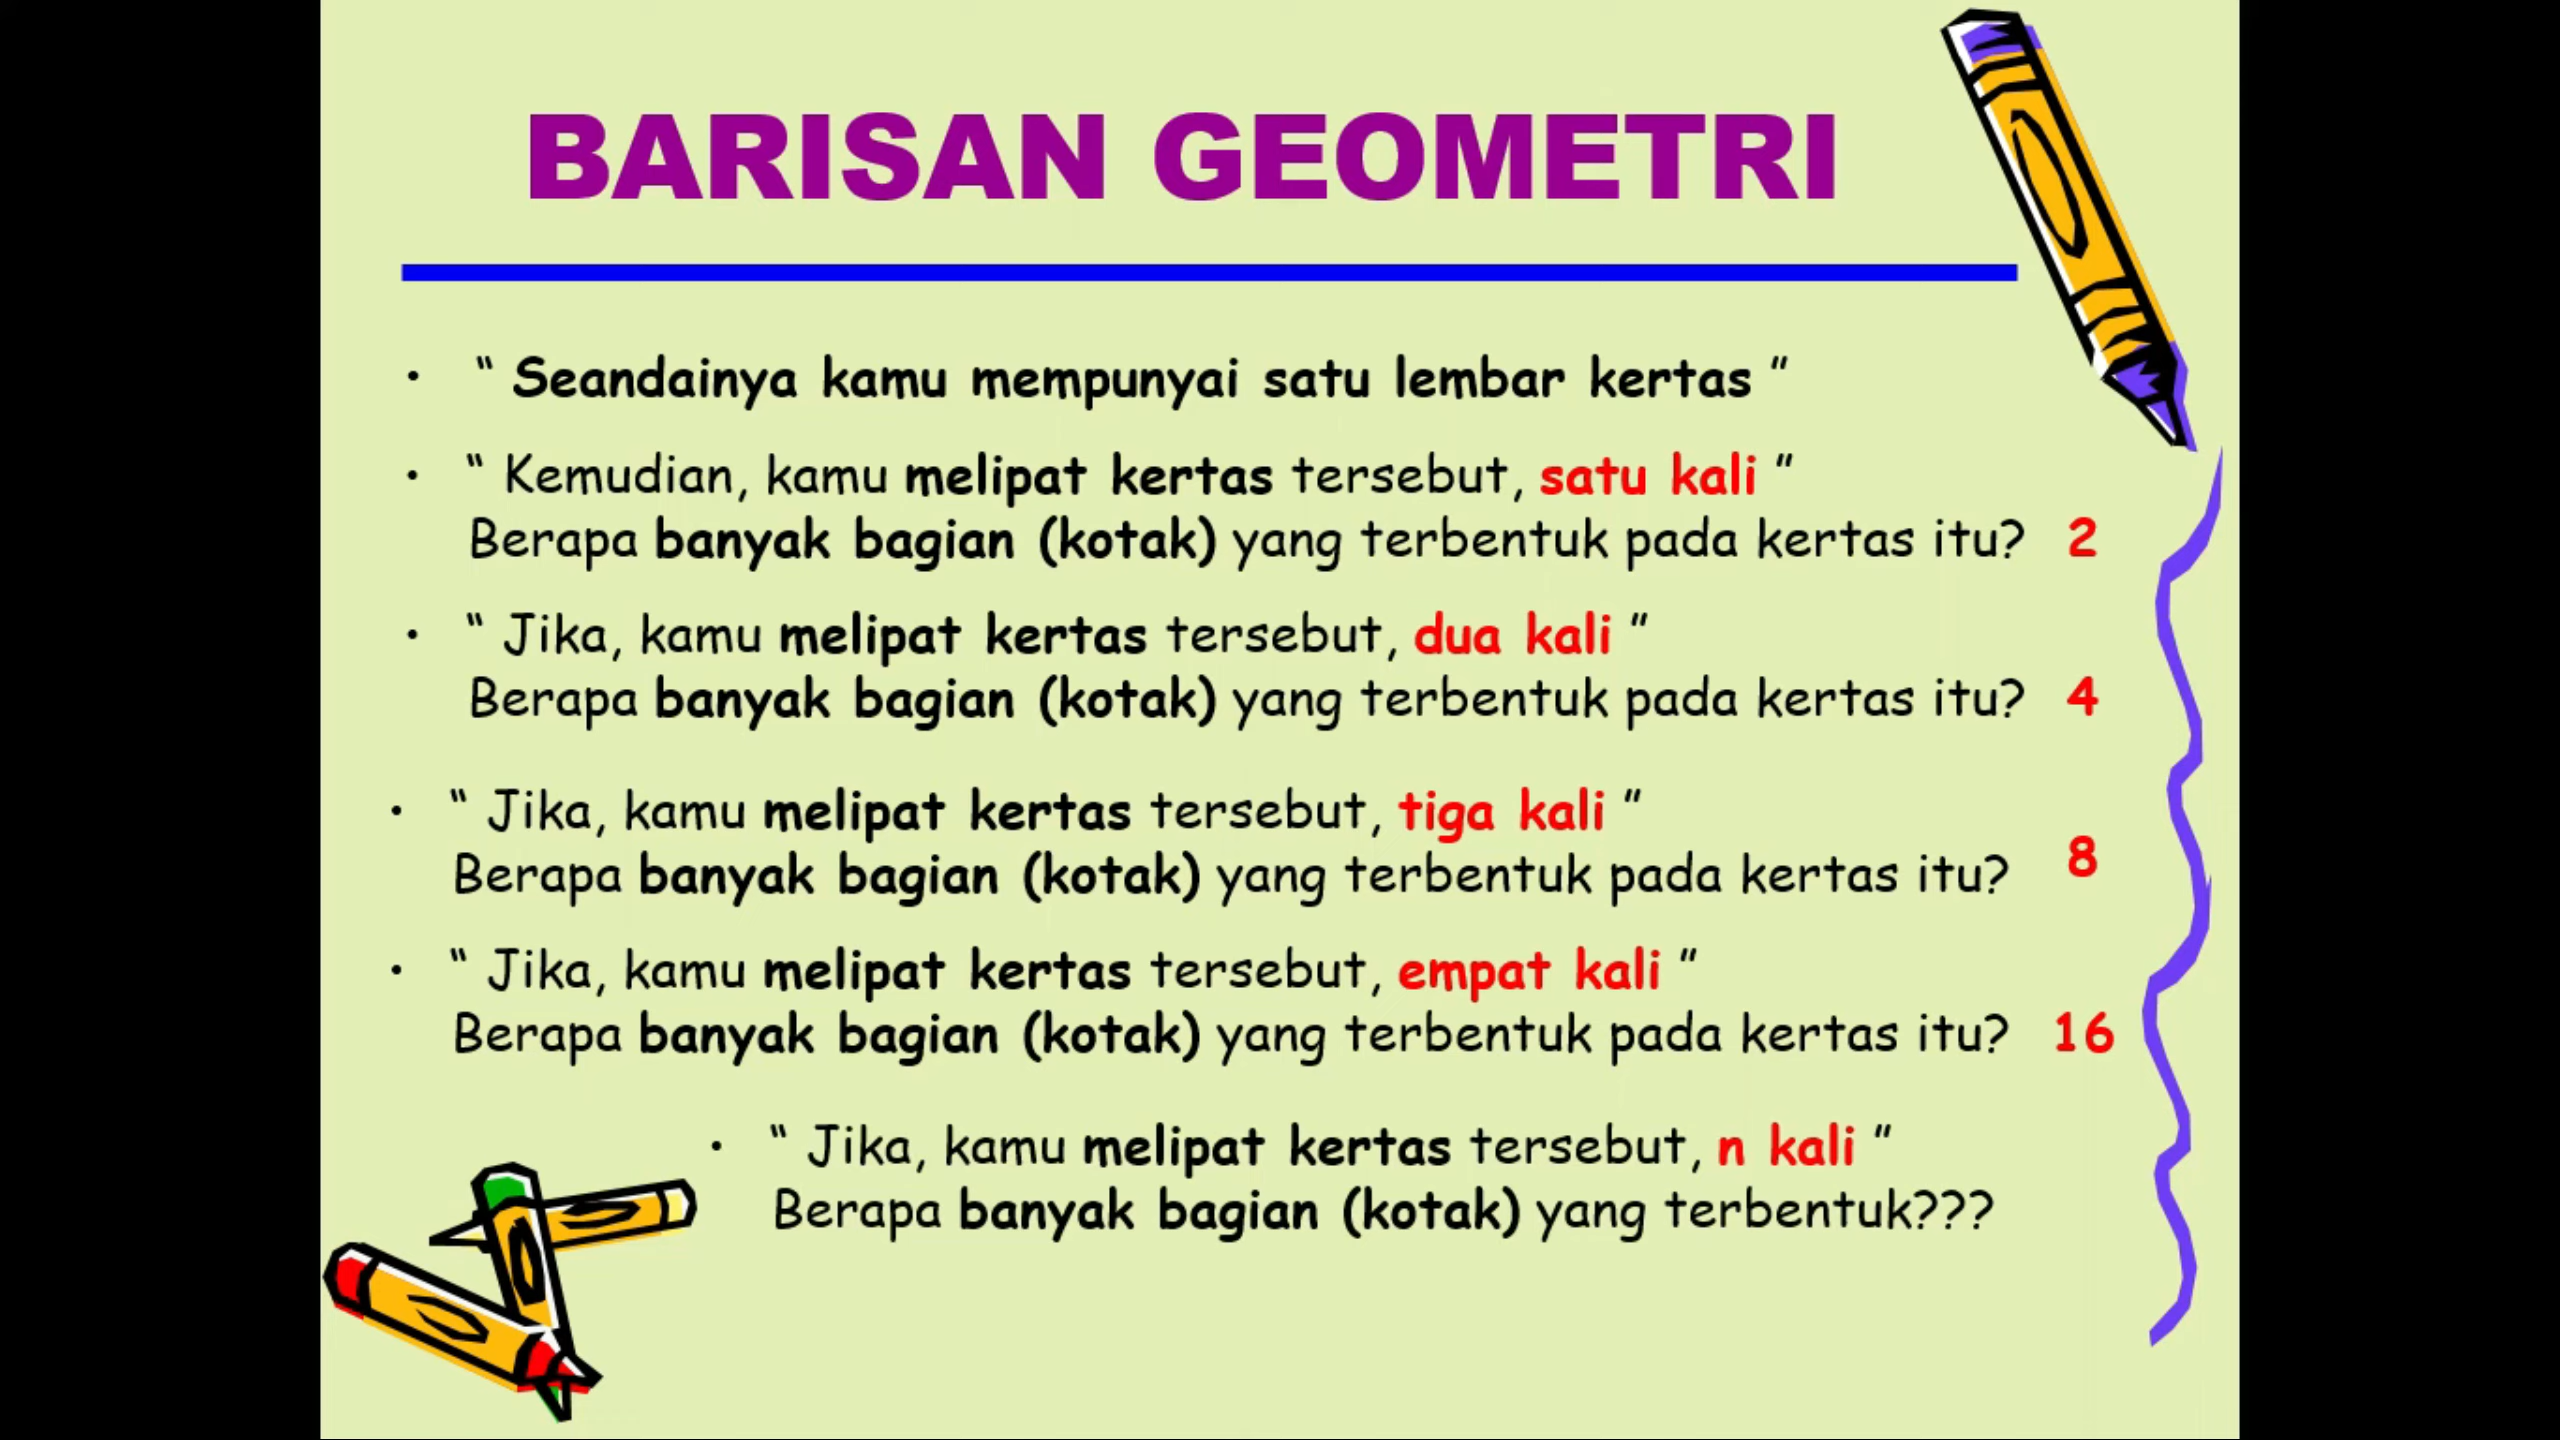 BARISAN GEOMETRI
• “ Seandainya kamu mempunyai satu lembar kertas ”
• “ Kemudian, kamu melipat kertas tersebut, satu kali ”
Berapa banyak bagian (kotak) yang terbentuk pada kertas itu? 2
• “ Jika, kamu melipat kertas tersebut, dua kali ”
Berapa banyak bagian (kotak) yang terbentuk pada kertas itu? 4
• “ Jika, kamu melipat kertas tersebut, tiga kali ”
Berapa banyak bagian (kotak) yang terbentuk pada kertas itu? 8
• “ Jika, kamu melipat kertas tersebut, empat kali ”
Berapa banyak bagian (kotak) yang terbentuk pada kertas itu? 16
• “ Jika, kamu melipat kertas tersebut, n kali ”
Berapa banyak bagian (kotak) yang terbentuk???